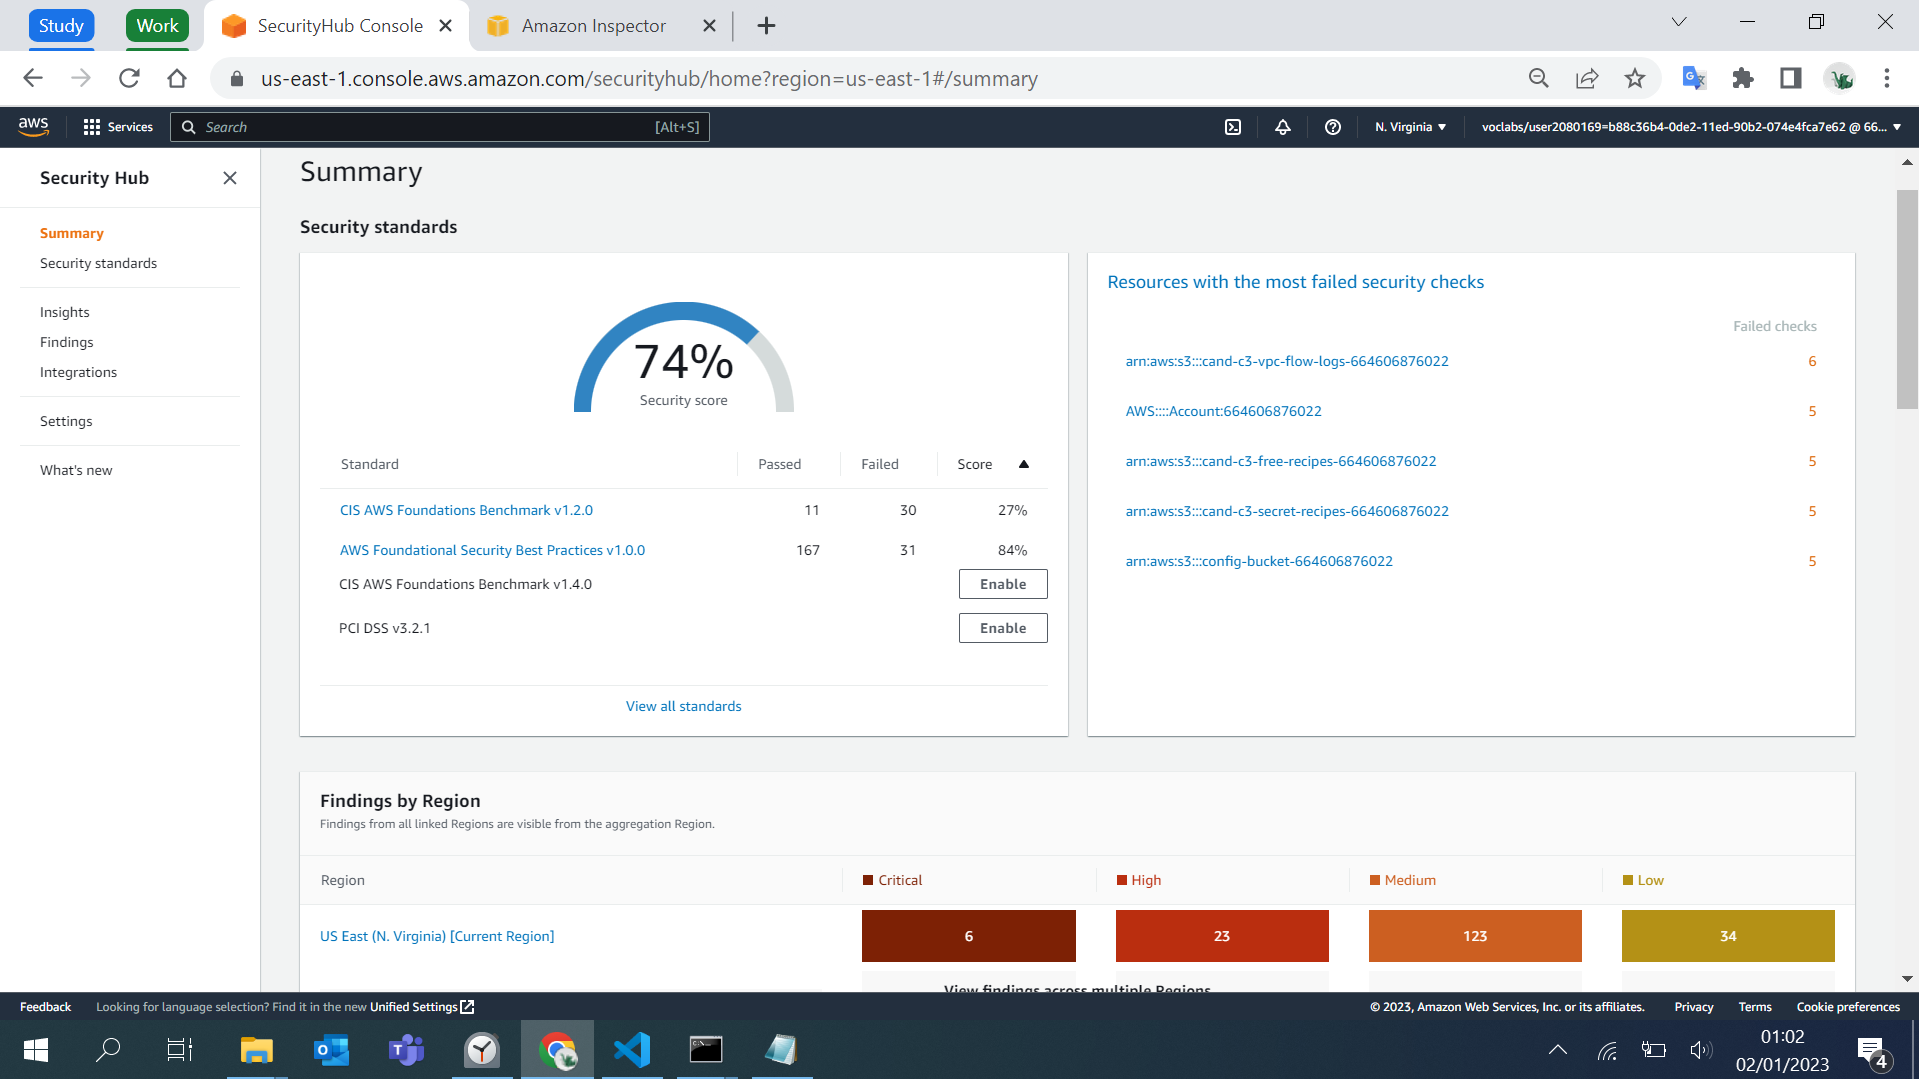 Study
Work
SecurityHub Console
Amazon Inspector
us-east-1.console.aws.amazon.com/securityhub/home?region=us-east-1#/summary
aws
Services
Search
[Alt+S]
N. Virginia
voclabs/user2080169=b88c36b4-0de2-11ed-90b2-074e4fca7e62 @ 66...
Security Hub
Summary
Security standards
Insights
Findings
Integrations
Settings
What's new
Summary
Security standards
74%
Security score
Standard Passed Failed Score
CIS AWS Foundations Benchmark v1.2.0 11 30 27%
AWS Foundational Security Best Practices v1.0.0 167 31 84%
CIS AWS Foundations Benchmark v1.4.0 Enable
PCI DSS v3.2.1 Enable
View all standards
Resources with the most failed security checks
Failed checks
arn:aws:s3:::cand-c3-vpc-flow-logs-664606876022 6
AWS::::Account:664606876022 5
arn:aws:s3:::cand-c3-free-recipes-664606876022 5
arn:aws:s3:::cand-c3-secret-recipes-664606876022 5
arn:aws:s3:::config-bucket-664606876022 5
Findings by Region
Findings from all linked Regions are visible from the aggregation Region.
Region Critical High Medium Low
US East (N. Virginia) [Current Region] 6 23 123 34
View findings across multiple Regions
Feedback
Looking for language selection? Find it in the new Unified Settings
© 2023, Amazon Web Services, Inc. or its affiliates.
Privacy
Terms
Cookie preferences
01:02
02/01/2023
4